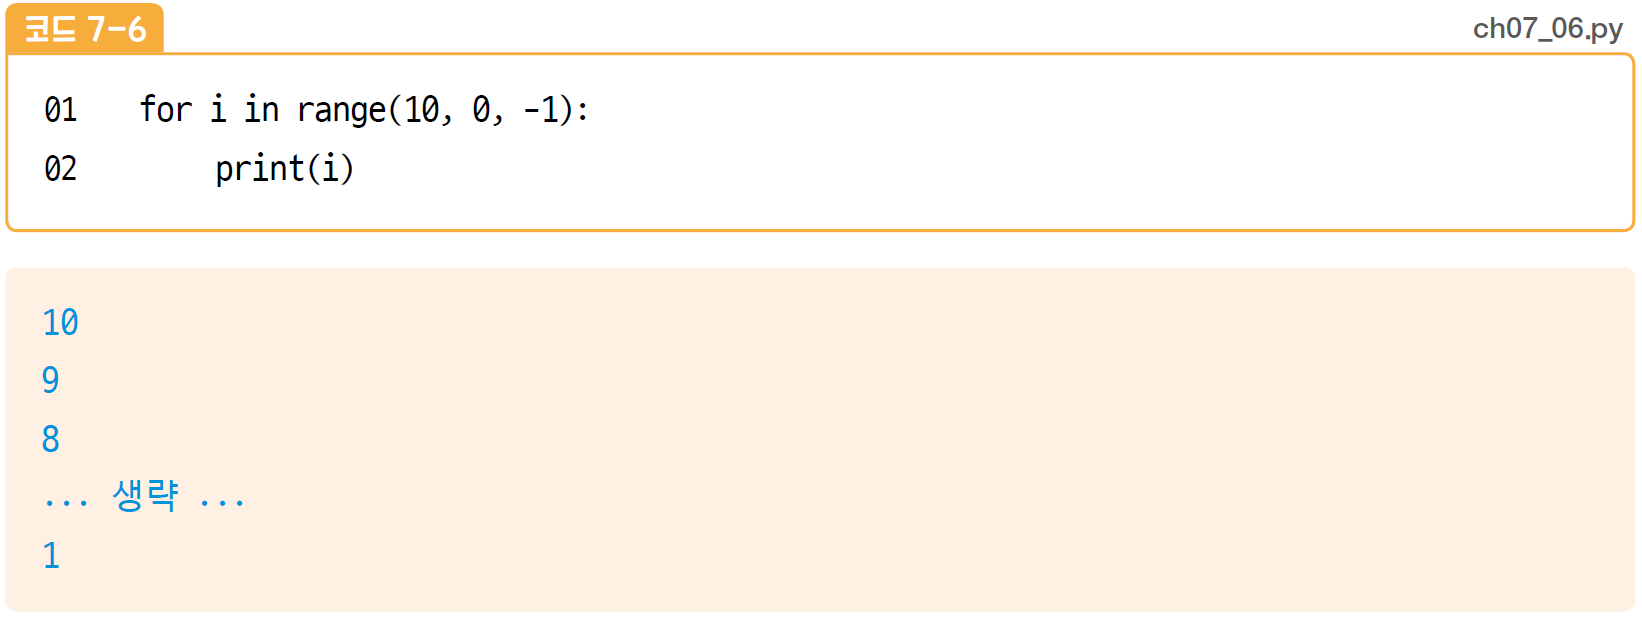 코드 7-6
ch07_06.py
01 for i in range(10, 0, -1):
02 print(i)
10
9
8
... 생략 ...
1